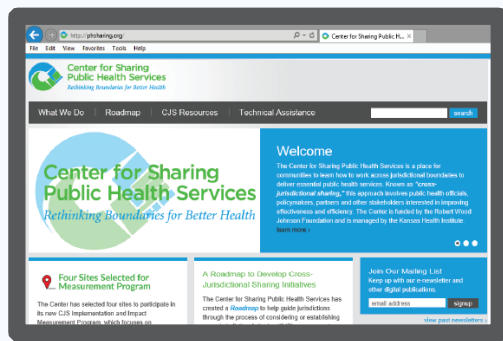 http://phsharing.org/
Center for Sharing Public H...
File Edit View Favorites Tools Help
Center for Sharing
Public Health Services
Rethinking Boundaries for Better Health
What We Do
Roadmap
CJS Resources
Technical Assistance
search
Center for Sharing
Public Health Services
Rethinking Boundaries for Better Health
Welcome
The Center for Sharing Public Health Services is a place for
communities to learn how to work across jurisdictional boundaries to
deliver essential public health services. Known as "cross-
jurisdictional sharing," this approach involves public health officials,
policymakers, partners and other stakeholders interested in improving
effectiveness and efficiency. The Center is funded by the Robert Wood
Johnson Foundation and is managed by the Kansas Health Institute.
learn more ›
Four Sites Selected for
Measurement Program
The Center has selected four sites to participate in
its new CJS Implementation and Impact
Measurement Program, which focuses on
A Roadmap to Develop Cross-
Jurisdictional Sharing Initiatives
The Center for Sharing Public Health Services has
created a Roadmap to help guide jurisdictions
through the process of considering or establishing
Join Our Mailing List
Keep up with our e-newsletter and
other digital publications.
email address
signup
view past newsletters ›